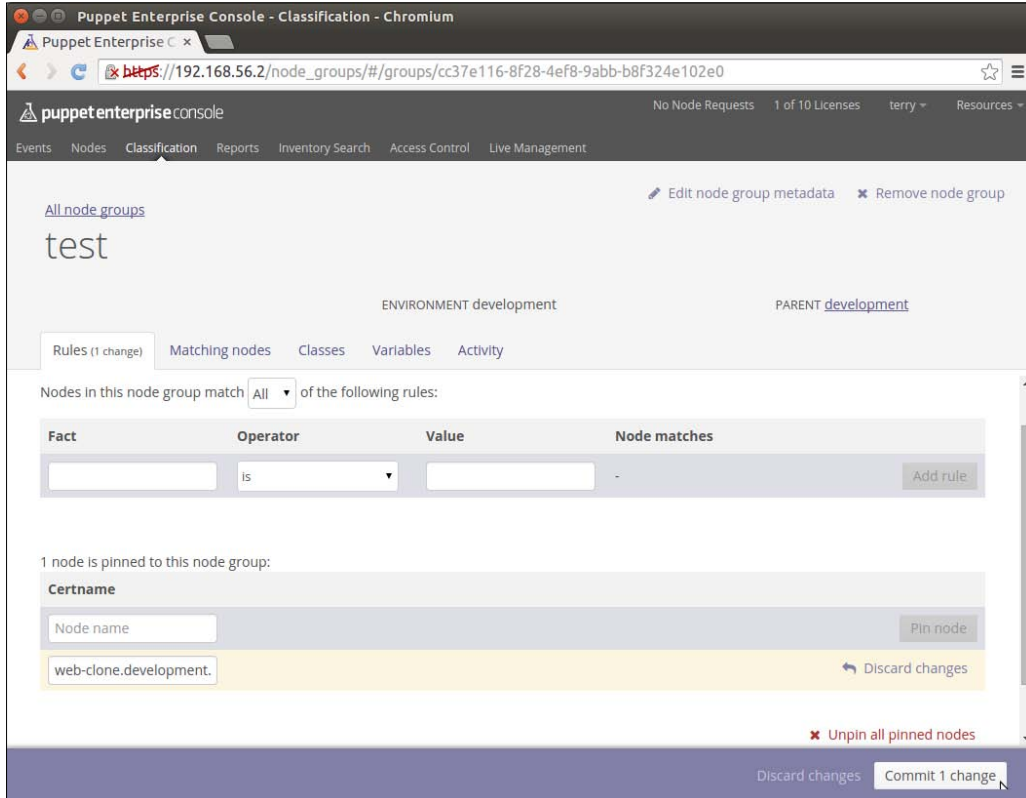 Puppet Enterprise Console - Classification - Chromium
Puppet Enterprise C ×
https://192.168.56.2/node_groups/#/groups/cc37e116-8f28-4ef8-9abb-b8f324e102e0
puppetenterpriseconsole No Node Requests 1 of 10 Licenses terry Resources
Events Nodes Classification Reports Inventory Search Access Control Live Management
Edit node group metadata Remove node group
All node groups
test
ENVIRONMENT development PARENT development
Rules (1 change) Matching nodes Classes Variables Activity
Nodes in this node group match All of the following rules:
Fact Operator Value Node matches
is - Add rule
1 node is pinned to this node group:
Certname
Node name Pin node
web-clone.development. Discard changes
Unpin all pinned nodes
Discard changes Commit 1 change